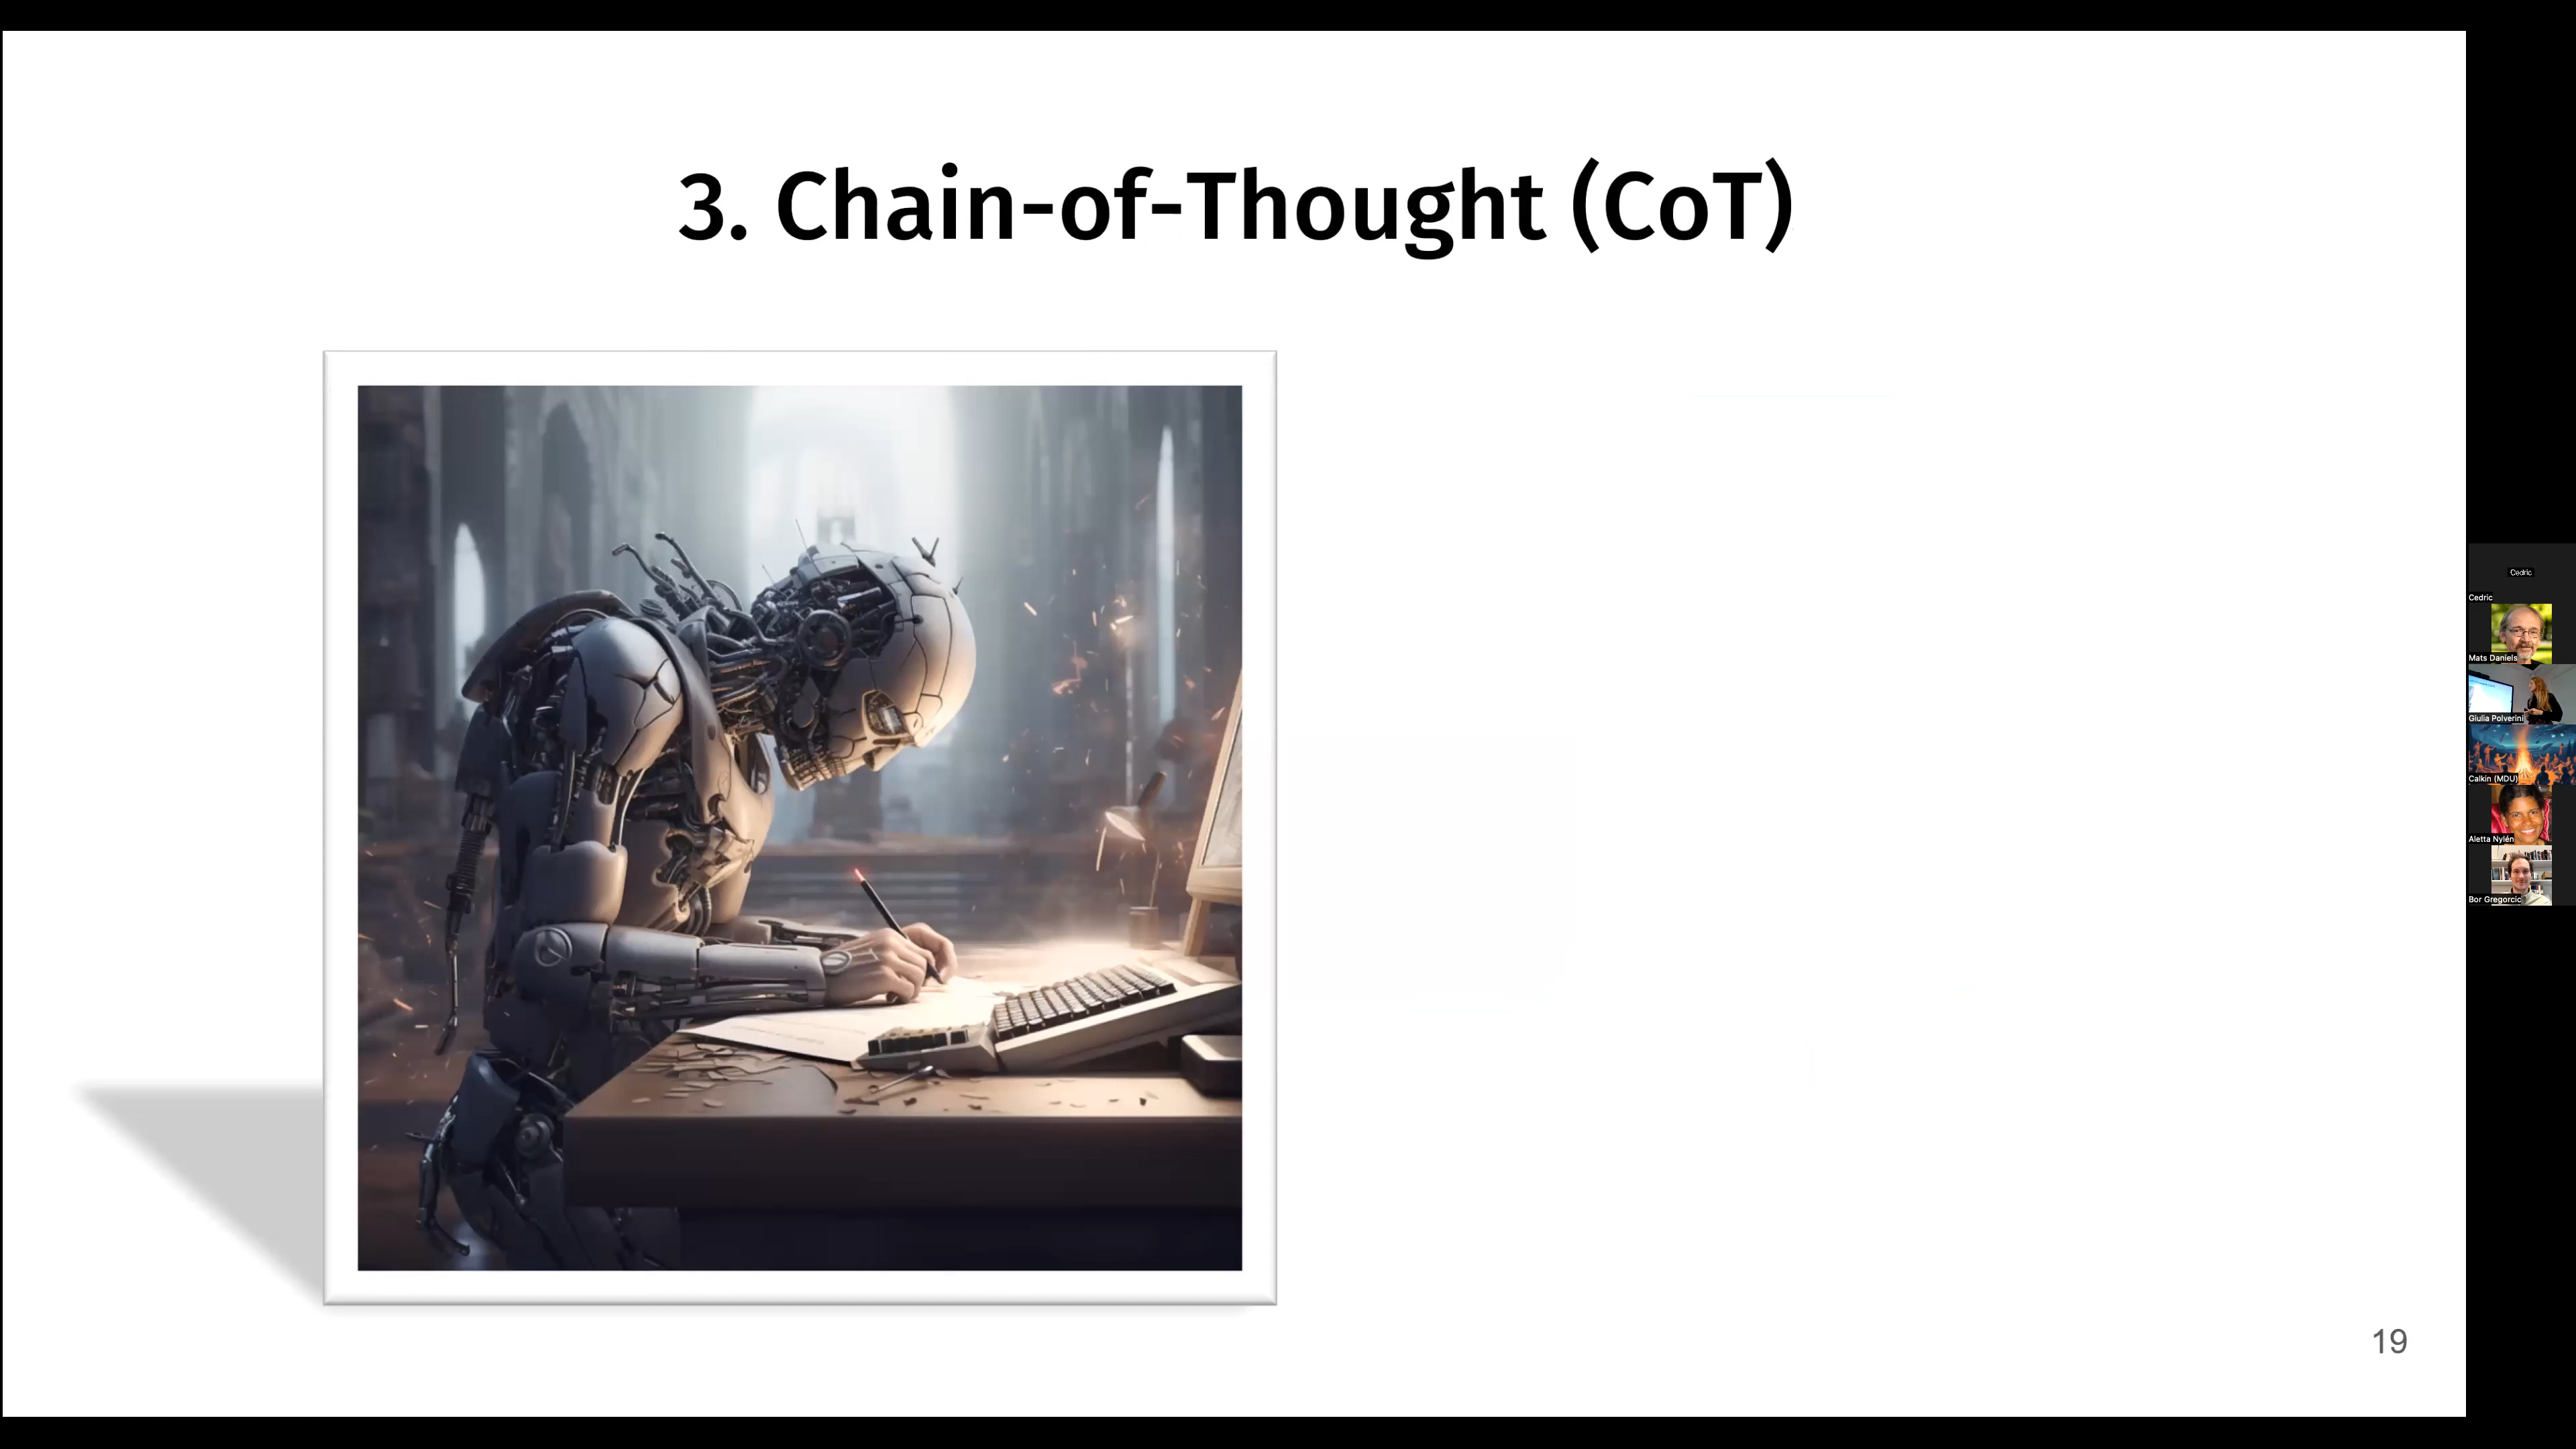 3. Chain-of-Thought (CoT)
19
Cedric
Cedric
Mats Daniels
Giulia Polverini
Calkin (MDU)
Aletta Nylén
Bor Gregorcic